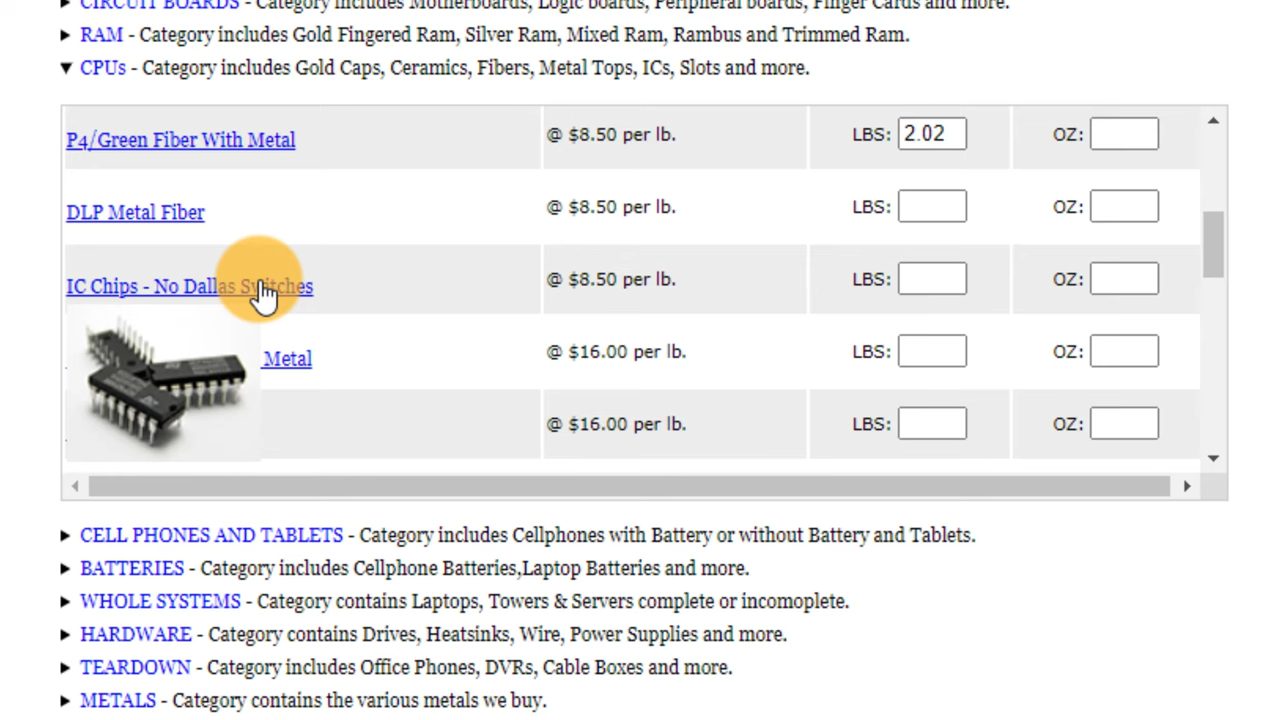 CIRCUIT BOARDS - Category includes Motherboards, Logic boards, Peripheral boards, Finger Cards and more.
RAM - Category includes Gold Fingered Ram, Silver Ram, Mixed Ram, Rambus and Trimmed Ram.
CPUs - Category includes Gold Caps, Ceramics, Fibers, Metal Tops, ICs, Slots and more.
P4/Green Fiber With Metal @ $8.50 per lb. LBS: 2.02 OZ:
DLP Metal Fiber @ $8.50 per lb. LBS: OZ:
IC Chips - No Dallas Switches @ $8.50 per lb. LBS: OZ:
Metal @ $16.00 per lb. LBS: OZ:
@ $16.00 per lb. LBS: OZ:
CELL PHONES AND TABLETS - Category includes Cellphones with Battery or without Battery and Tablets.
BATTERIES - Category includes Cellphone Batteries,Laptop Batteries and more.
WHOLE SYSTEMS - Category contains Laptops, Towers & Servers complete or incomoplete.
HARDWARE - Category contains Drives, Heatsinks, Wire, Power Supplies and more.
TEARDOWN - Category includes Office Phones, DVRs, Cable Boxes and more.
METALS - Category contains the various metals we buy.